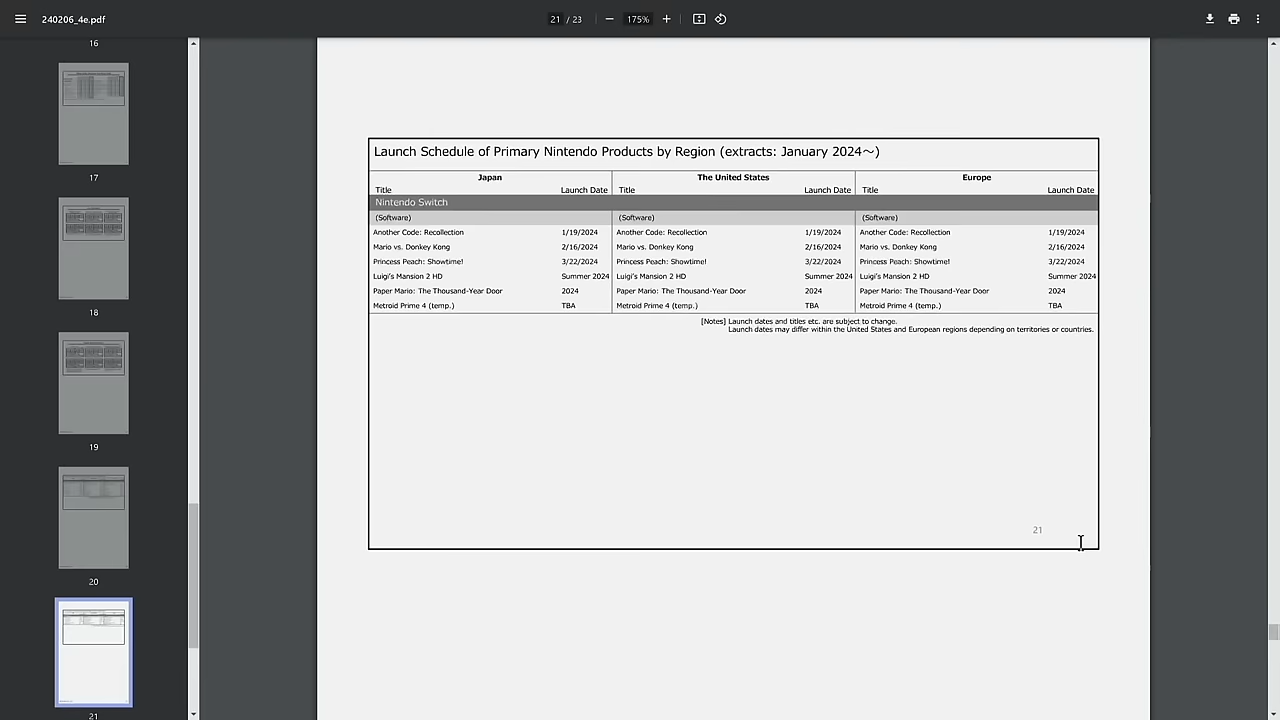 240206_4e.pdf
21 / 23
175%
16
17
18
19
20
21
Launch Schedule of Primary Nintendo Products by Region (extracts: January 2024～)
Japan The United States Europe
Title Launch Date Title Launch Date Title Launch Date
Nintendo Switch
(Software) (Software) (Software)
Another Code: Recollection 1/19/2024 Another Code: Recollection 1/19/2024 Another Code: Recollection 1/19/2024
Mario vs. Donkey Kong 2/16/2024 Mario vs. Donkey Kong 2/16/2024 Mario vs. Donkey Kong 2/16/2024
Princess Peach: Showtime! 3/22/2024 Princess Peach: Showtime! 3/22/2024 Princess Peach: Showtime! 3/22/2024
Luigi's Mansion 2 HD Summer 2024 Luigi's Mansion 2 HD Summer 2024 Luigi's Mansion 2 HD Summer 2024
Paper Mario: The Thousand-Year Door 2024 Paper Mario: The Thousand-Year Door 2024 Paper Mario: The Thousand-Year Door 2024
Metroid Prime 4 (temp.) TBA Metroid Prime 4 (temp.) TBA Metroid Prime 4 (temp.) TBA
[Notes] Launch dates and titles etc. are subject to change.
Launch dates may differ within the United States and European regions depending on territories or countries.
21